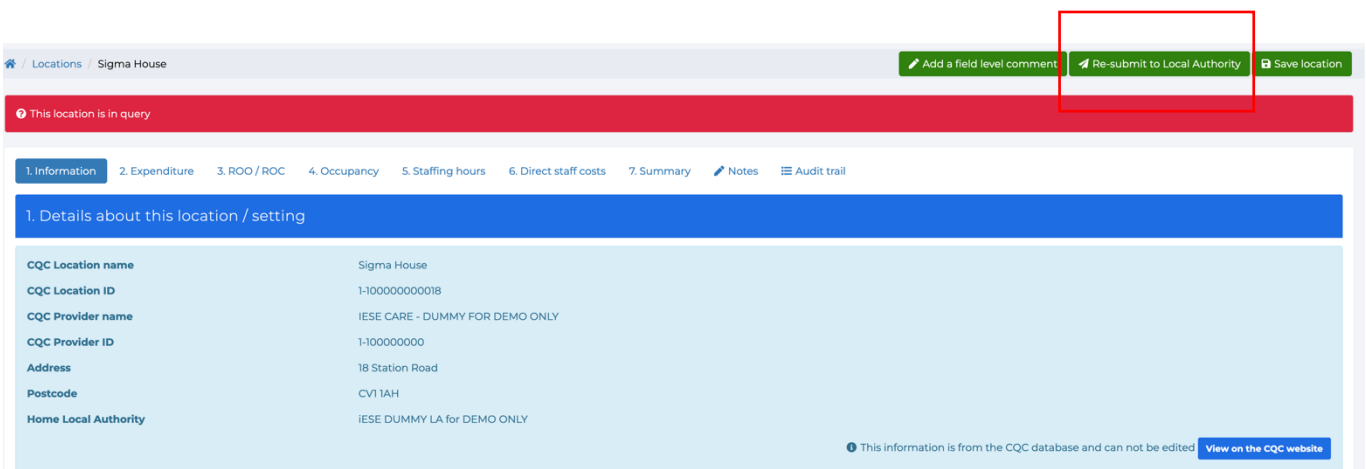 / Locations / Sigma House Add a field level comment Re-submit to Local Authority Save location
This location is in query
1. Information 2. Expenditure 3. ROO / ROC 4. Occupancy 5. Staffing hours 6. Direct staff costs 7. Summary Notes Audit trail
1. Details about this location / setting
CQC Location name Sigma House
CQC Location ID 1-100000000018
CQC Provider name IESE CARE - DUMMY FOR DEMO ONLY
CQC Provider ID 1-100000000
Address 18 Station Road
Postcode CV1 1AH
Home Local Authority iESE DUMMY LA for DEMO ONLY
This information is from the CQC database and can not be edited View on the CQC website